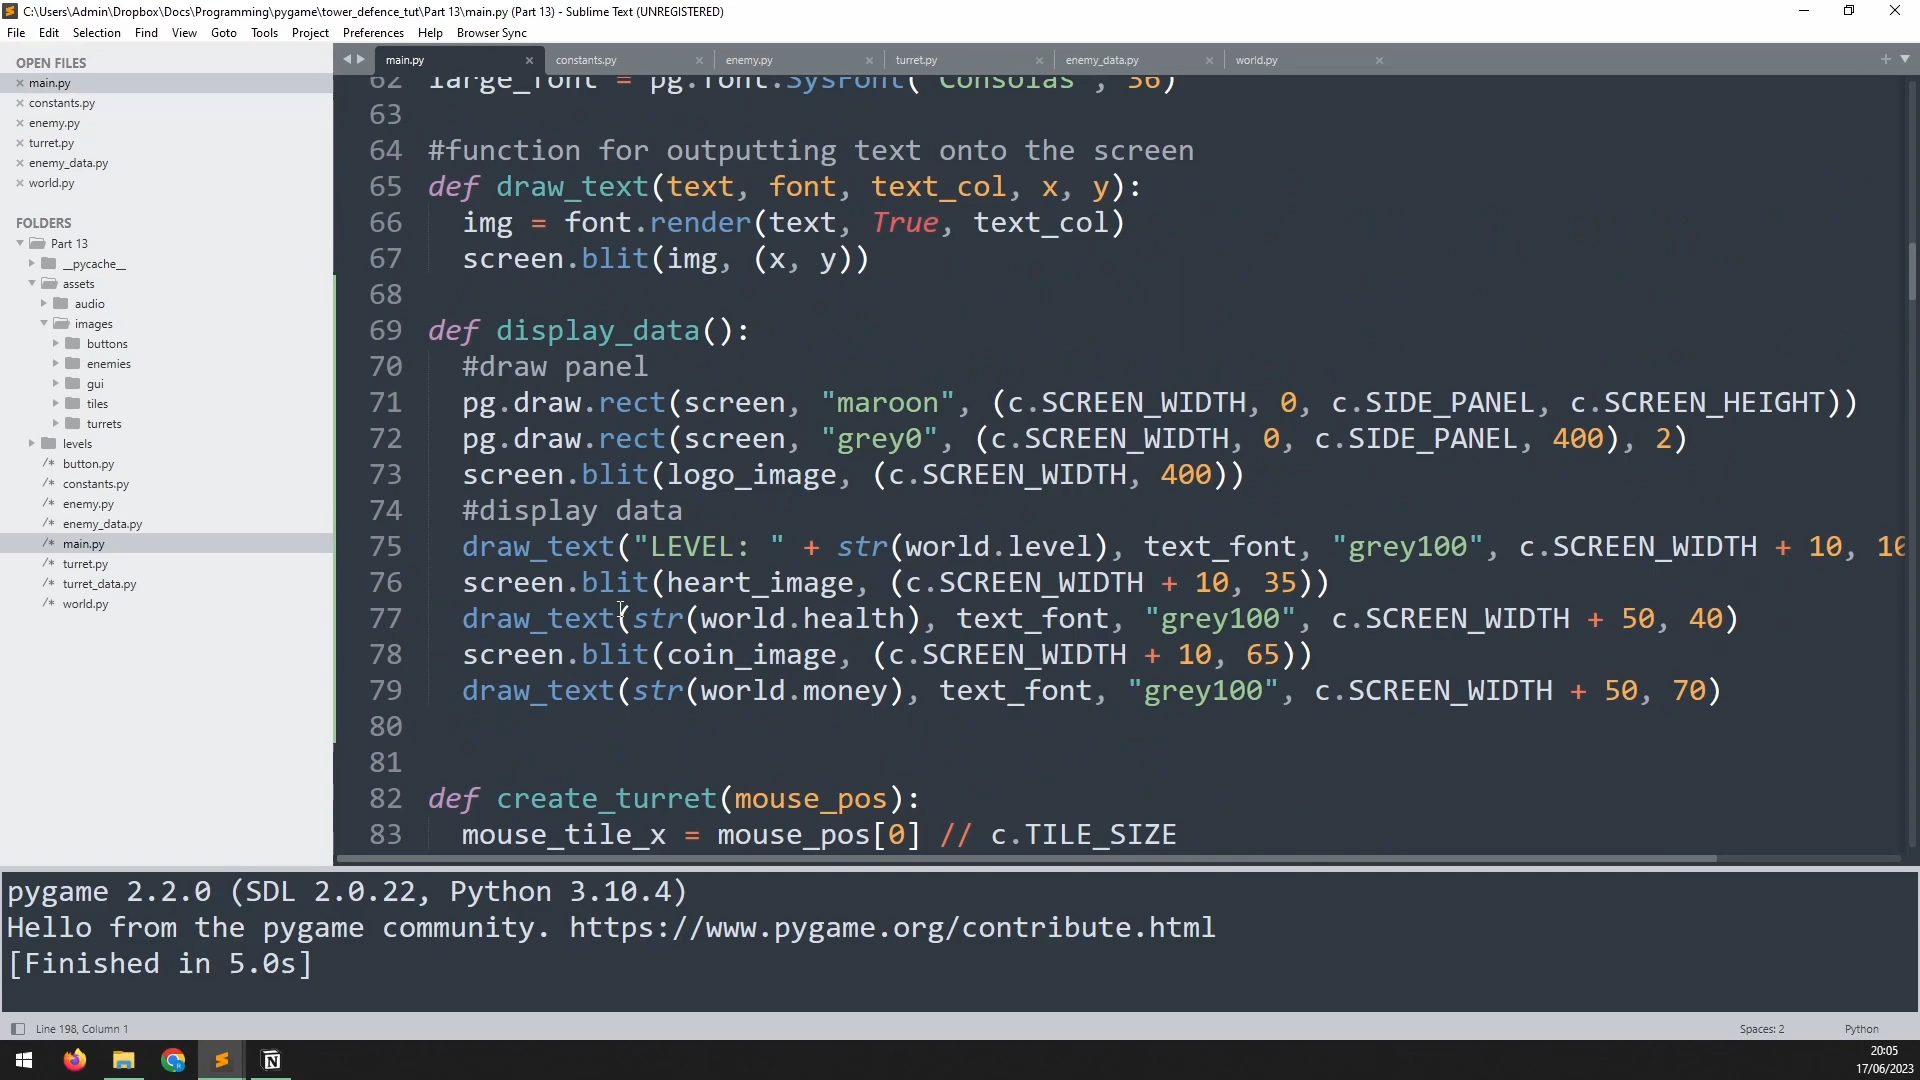 C:\Users\Admin\Dropbox\Docs\Programming\pygame\tower_defence_tut\Part 13\main.py (Part 13) - Sublime Text (UNREGISTERED)
File Edit Selection Find View Goto Tools Project Preferences Help Browser Sync
OPEN FILES
main.py
constants.py
enemy.py
turret.py
enemy_data.py
world.py
FOLDERS
Part 13
__pycache__
assets
audio
images
buttons
enemies
gui
tiles
turrets
levels
button.py
constants.py
enemy.py
enemy_data.py
main.py
turret.py
turret_data.py
world.py
main.py constants.py enemy.py turret.py enemy_data.py world.py
62 large_font = pg.font.SysFont("Consolas", 36)
63
64 #function for outputting text onto the screen
65 def draw_text(text, font, text_col, x, y):
66 img = font.render(text, True, text_col)
67 screen.blit(img, (x, y))
68
69 def display_data():
70 #draw panel
71 pg.draw.rect(screen, "maroon", (c.SCREEN_WIDTH, 0, c.SIDE_PANEL, c.SCREEN_HEIGHT))
72 pg.draw.rect(screen, "grey0", (c.SCREEN_WIDTH, 0, c.SIDE_PANEL, 400), 2)
73 screen.blit(logo_image, (c.SCREEN_WIDTH, 400))
74 #display data
75 draw_text("LEVEL: " + str(world.level), text_font, "grey100", c.SCREEN_WIDTH + 10, 10
76 screen.blit(heart_image, (c.SCREEN_WIDTH + 10, 35))
77 draw_text(str(world.health), text_font, "grey100", c.SCREEN_WIDTH + 50, 40)
78 screen.blit(coin_image, (c.SCREEN_WIDTH + 10, 65))
79 draw_text(str(world.money), text_font, "grey100", c.SCREEN_WIDTH + 50, 70)
80
81
82 def create_turret(mouse_pos):
83 mouse_tile_x = mouse_pos[0] // c.TILE_SIZE
pygame 2.2.0 (SDL 2.0.22, Python 3.10.4)
Hello from the pygame community. https://www.pygame.org/contribute.html
[Finished in 5.0s]
Line 198, Column 1 Spaces: 2 Python
20:05
17/06/2023